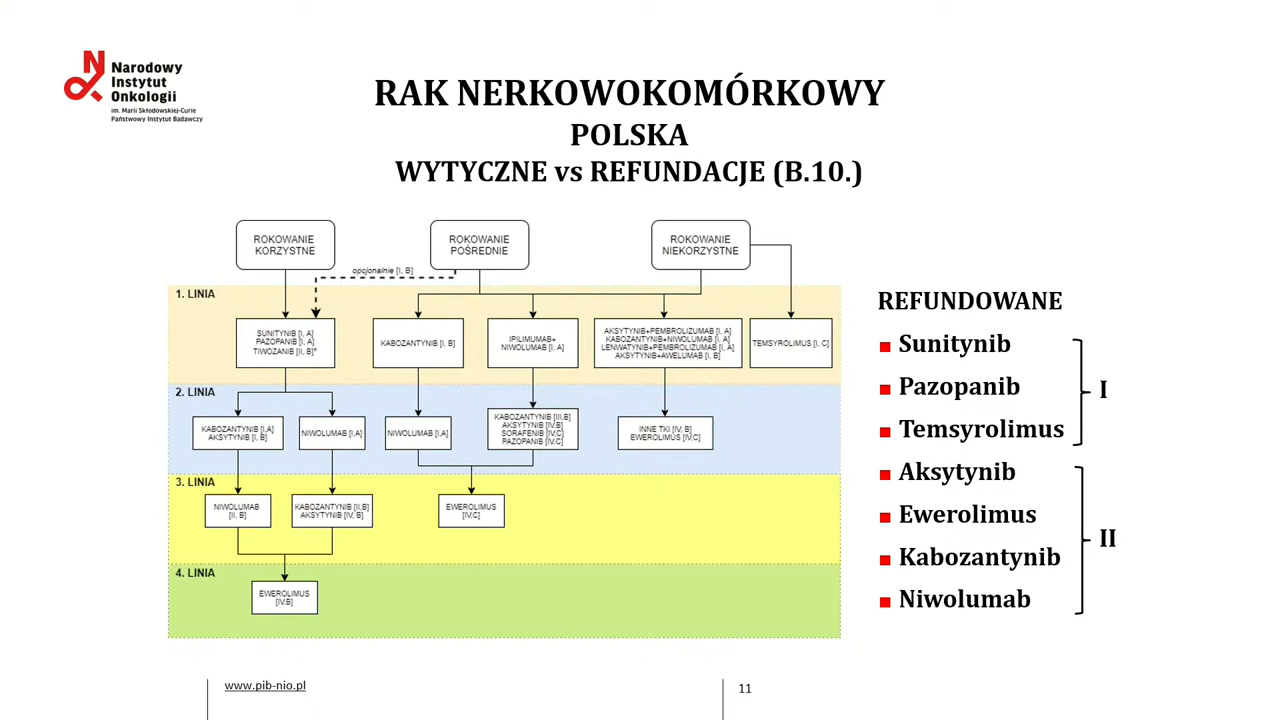 Narodowy
Instytut
Onkologii
im. Marii Skłodowskiej-Curie
Państwowy Instytut Badawczy
RAK NERKOWOKOMÓRKOWY
POLSKA
WYTYCZNE vs REFUNDACJE (B.10.)
ROKOWANIE
KORZYSTNE
ROKOWANIE
POŚREDNIE
ROKOWANIE
NIEKORZYSTNE
opcjonalnie [I, B]
1. LINIA
SUNITYNIB [I, A]
PAZOPANIB [I, A]
TIWOZANIB [II, B]*
KABOZANTYNIB [I, B]
IPILIMUMAB+
NIWOLUMAB [I, A]
AKSYTYNIB+PEMBROLIZUMAB [I, A]
KABOZANTYNIB+NIWOLUMAB [I, A]
LENWATYNIB+PEMBROLIZUMAB [I, A]
AKSYTYNIB+AWELUMAB [I, B]
TEMSYROLIMUS [I, C]
2. LINIA
KABOZANTYNIB [I,A]
AKSYTYNIB [I, B]
NIWOLUMAB [I,A]
NIWOLUMAB [I,A]
KABOZANTYNIB [III,B]
AKSYTYNIB [IV,B]
SORAFENIB [IV,C]
PAZOPANIB [IV,C]
INNE TKI [IV, B]
EWEROLIMUS [IV,C]
3. LINIA
NIWOLUMAB
[II, B]
KABOZANTYNIB [II,B]
AKSYTYNIB [IV, B]
EWEROLIMUS
[IV,C]
4. LINIA
EWEROLIMUS
[IV,B]
REFUNDOWANE
Sunitynib
Pazopanib
Temsyrolimus
I
Aksytynib
Ewerolimus
Kabozantynib
Niwolumab
II
www.pib-nio.pl
11